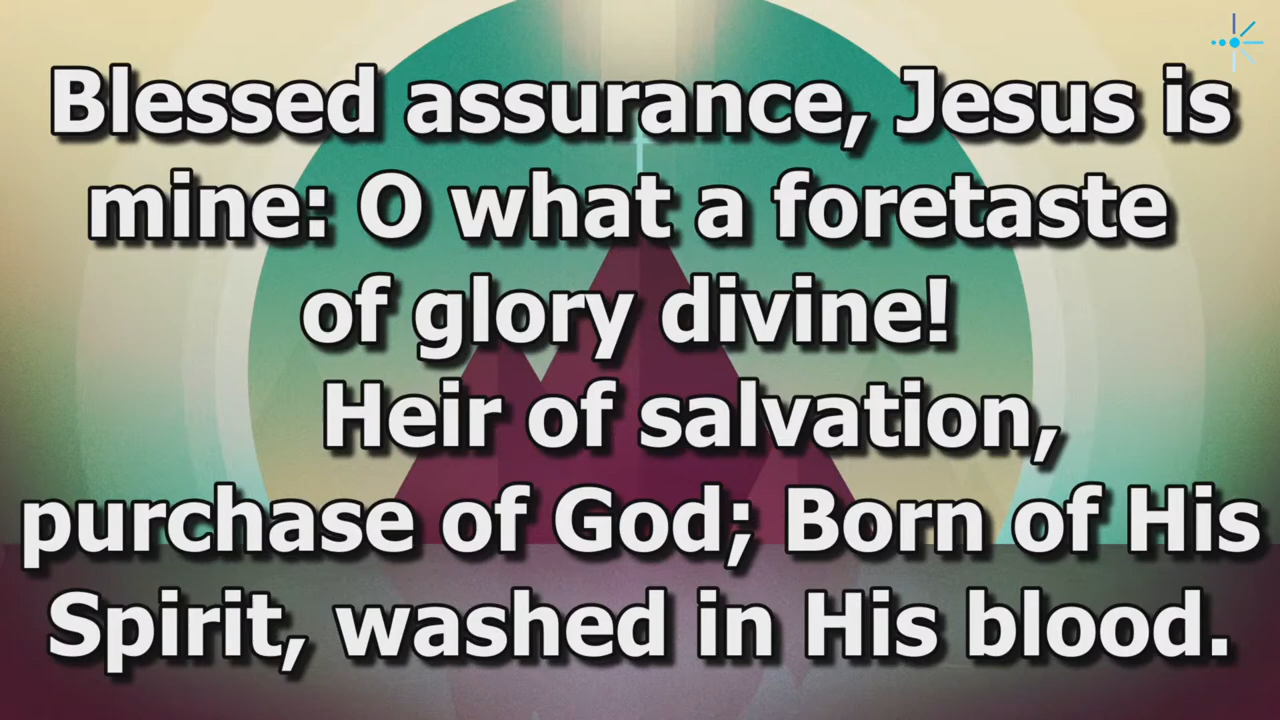 Blessed assurance, Jesus is
mine: O what a foretaste
of glory divine!
Heir of salvation,
purchase of God; Born of His
Spirit, washed in His blood.